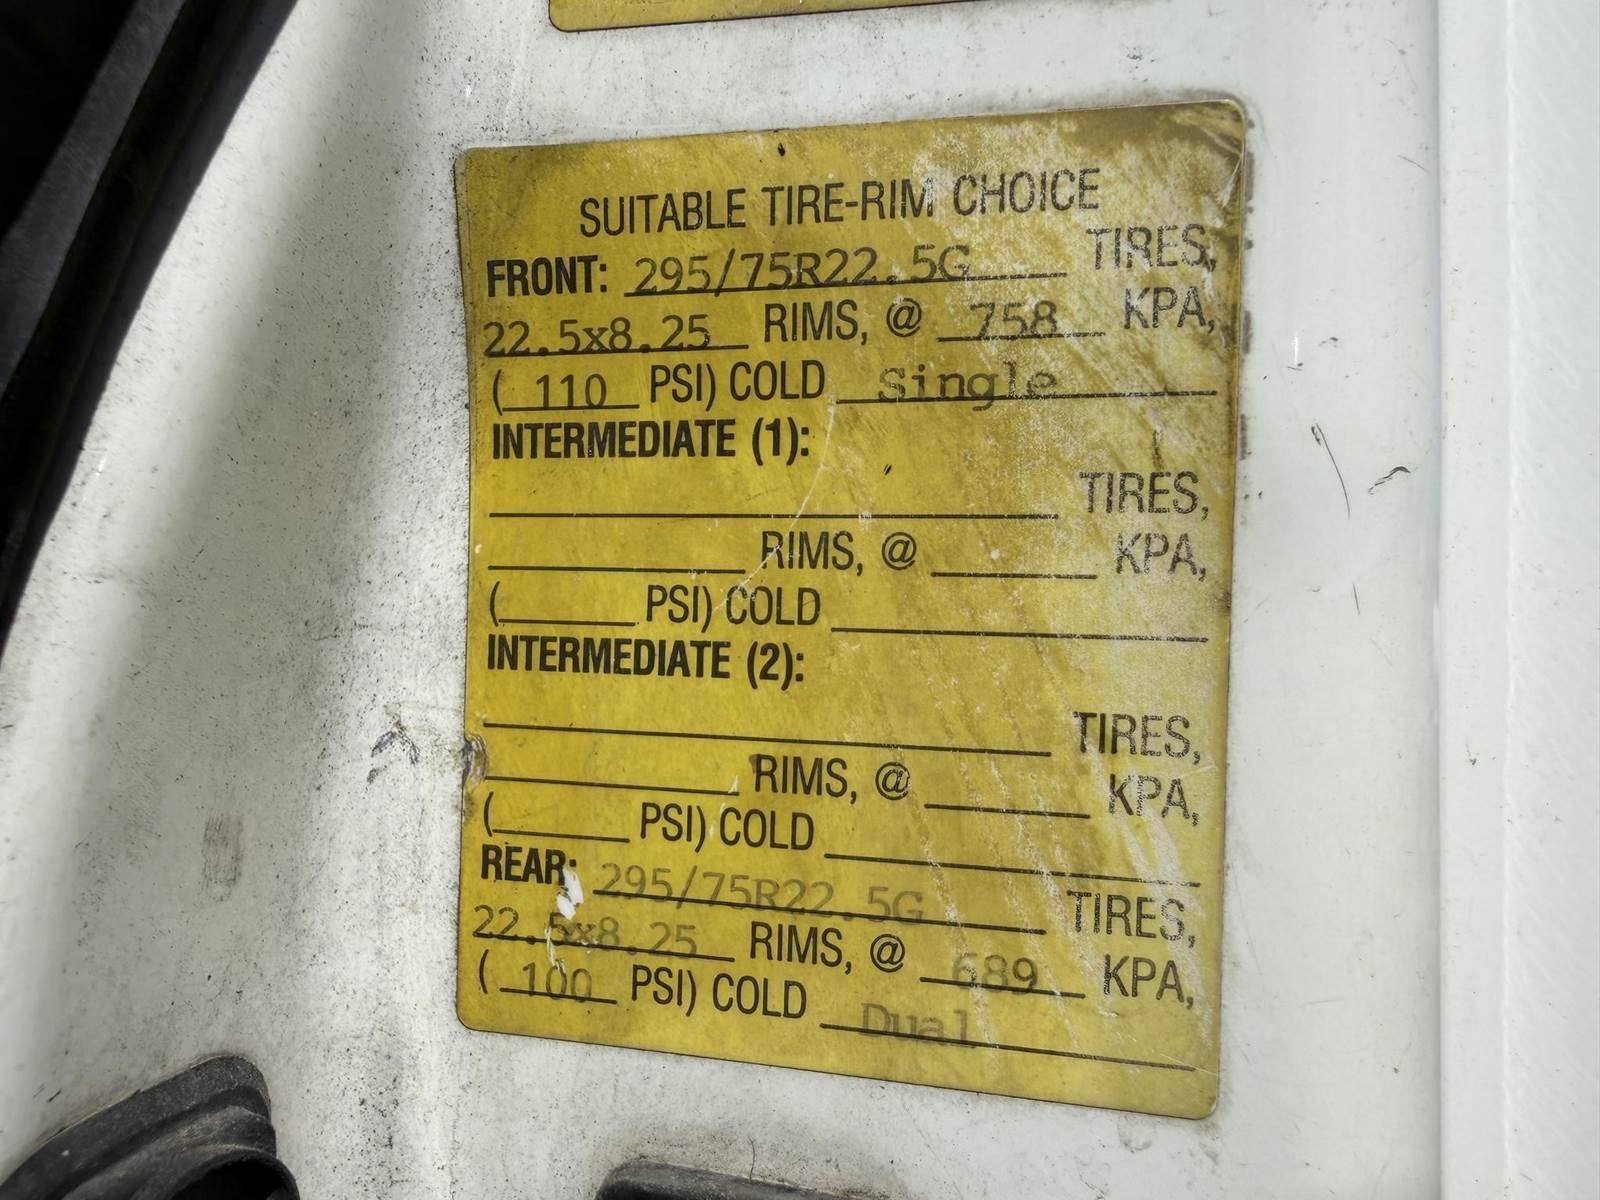 SUITABLE TIRE-RIM CHOICE
FRONT: 295/75R22.5G TIRES,
22.5x8.25 RIMS, @ 758 KPA,
( 110 PSI) COLD Single
INTERMEDIATE (1):
TIRES,
RIMS, @ KPA,
( PSI) COLD
INTERMEDIATE (2):
TIRES,
RIMS, @ KPA,
( PSI) COLD
REAR: 295/75R22.5G TIRES,
22.5x8.25 RIMS, @ 689 KPA,
( 100 PSI) COLD Dual